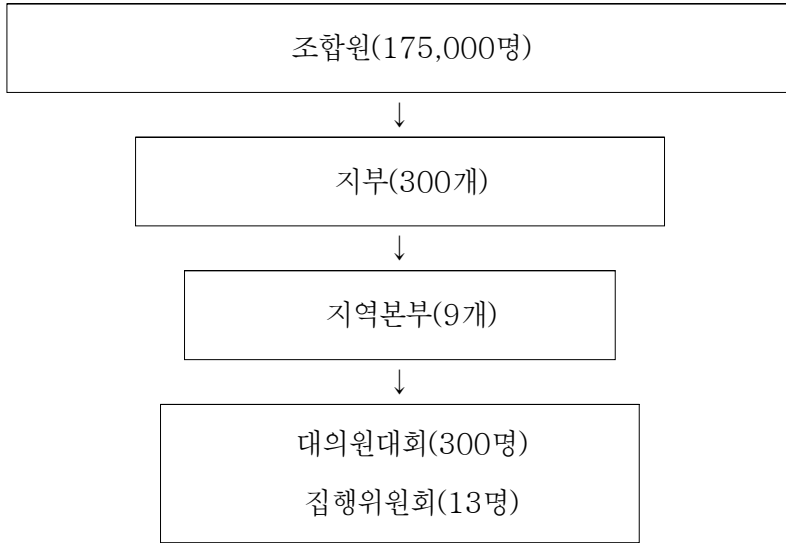 조합원(175,000명)
↓
지부(300개)
↓
지역본부(9개)
↓
대의원대회(300명)
집행위원회(13명)